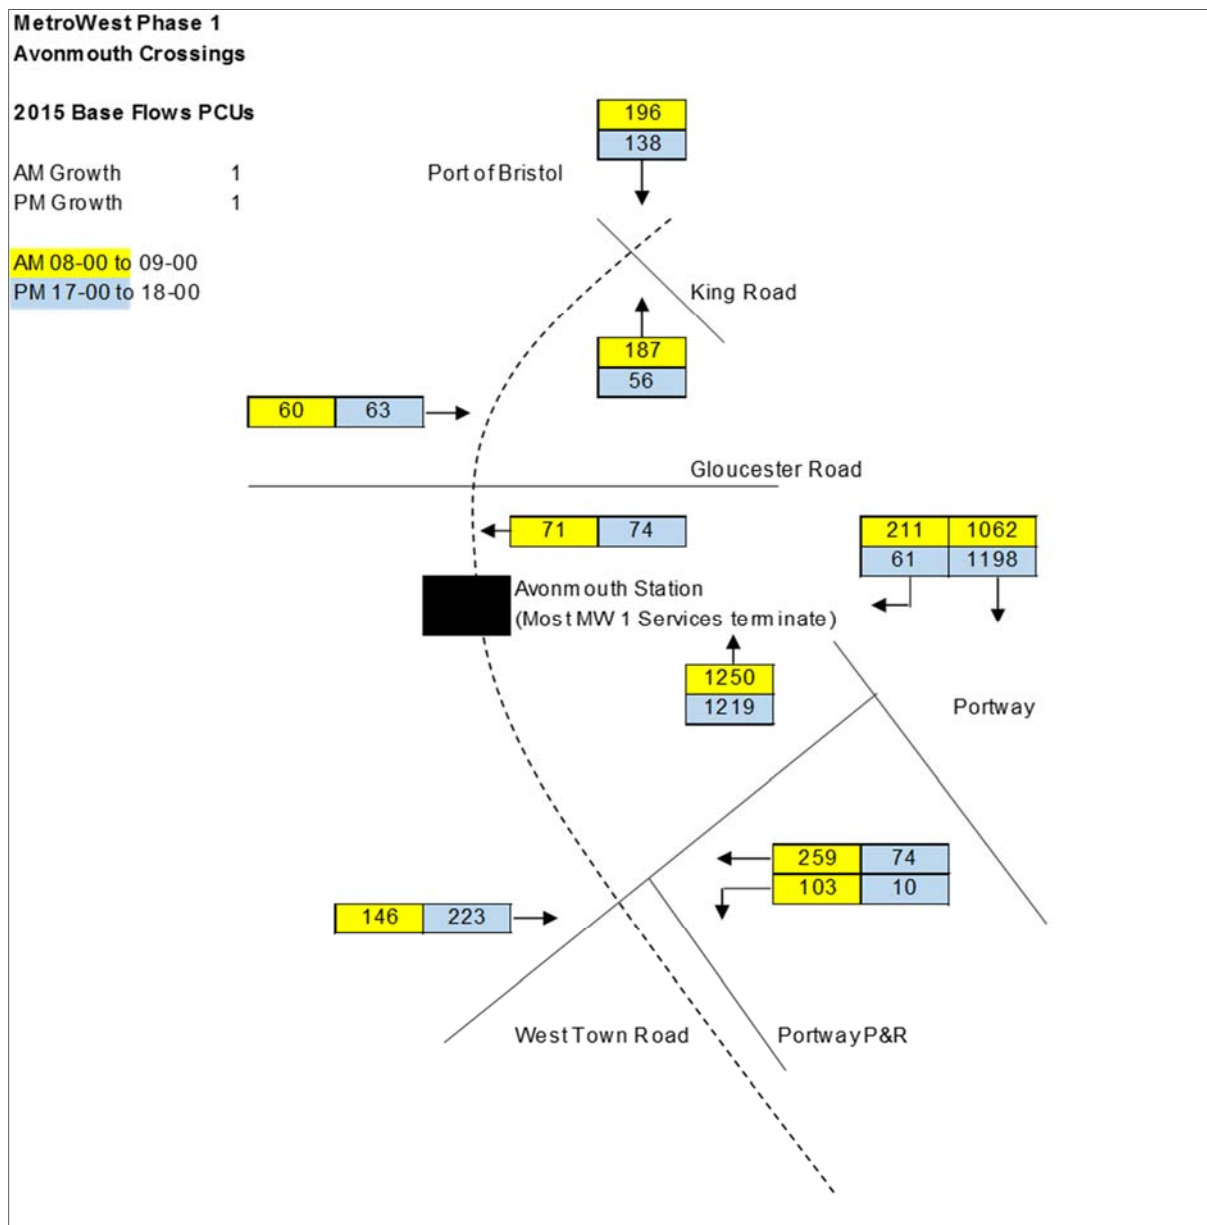 MetroWest Phase 1
Avonmouth Crossings
2015 Base Flows PCUs
196
138
AM Growth 1
Port of Bristol
PM Growth 1
AM 08-00 to 09-00
PM 17-00 to 18-00
King Road
187
56
60 63
Gloucester Road
71 74
211 1062
61 1198
Avonmouth Station
(Most MW 1 Services terminate)
1250
1219
Portway
259 74
103 10
146 223
West Town Road
Portway P&R